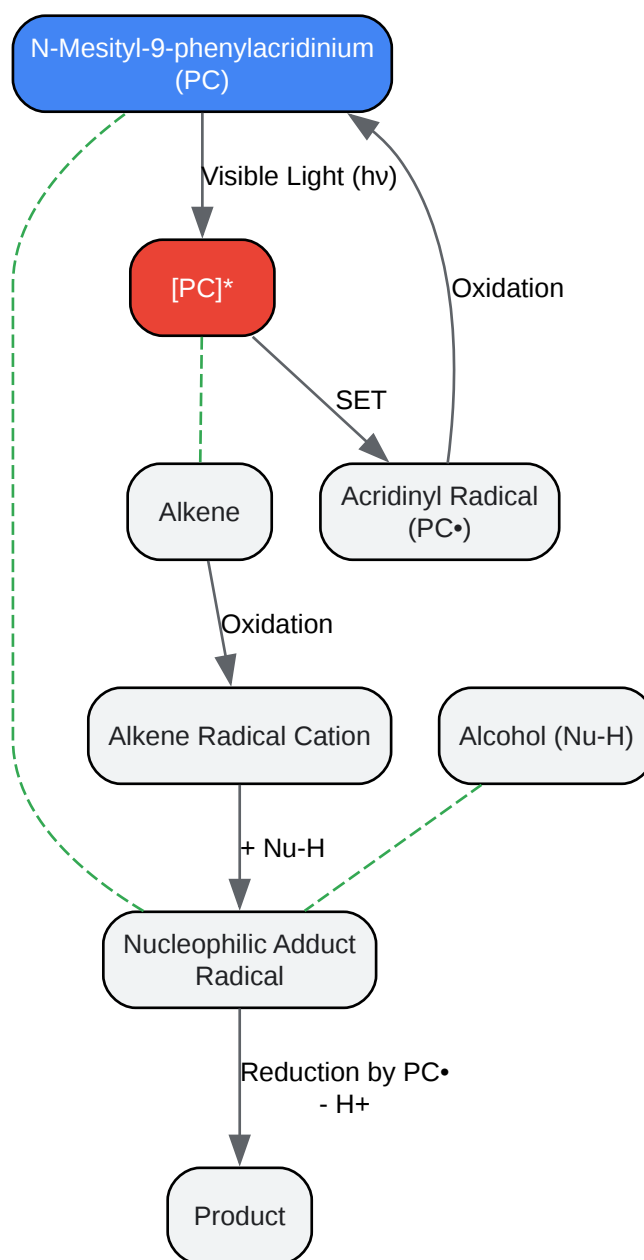 N-Mesityl-9-phenylacridinium
(PC)
Visible Light (hν)
[PC]*
Oxidation
SET
Alkene
Acridinyl Radical
(PC•)
Oxidation
Alkene Radical Cation
Alcohol (Nu-H)
+ Nu-H
Nucleophilic Adduct
Radical
Reduction by PC•
- H+
Product